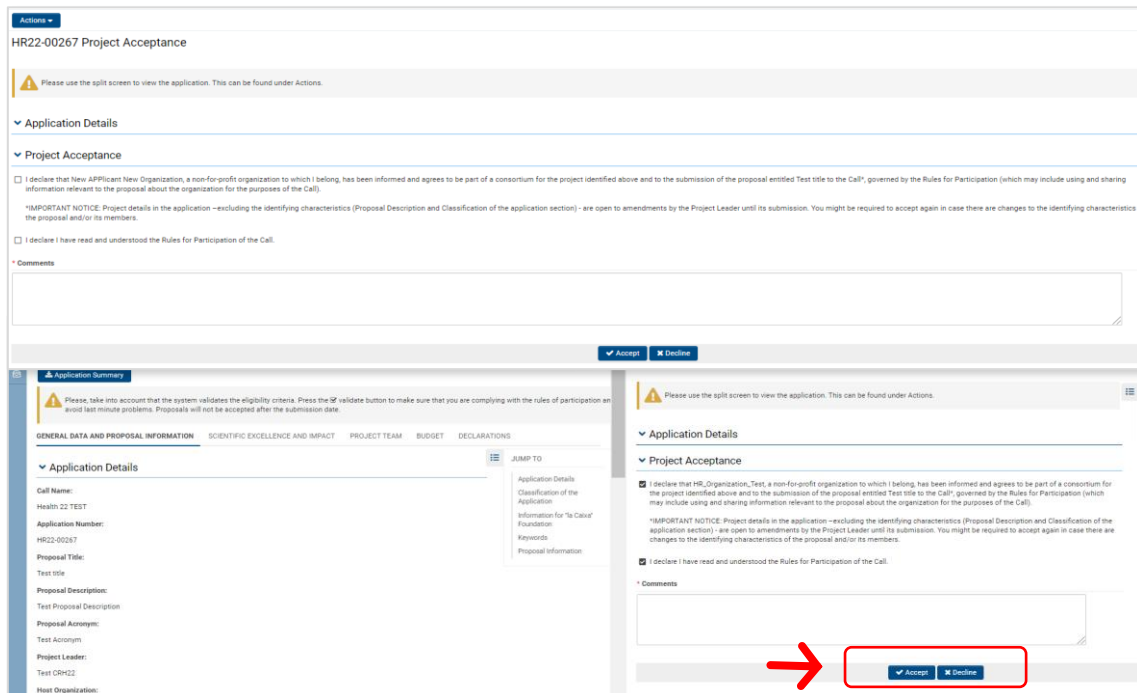 Actions
HR22-00267 Project Acceptance
Please use the split screen to view the application. This can be found under Actions.
Application Details
Project Acceptance
I declare that New APPlicant New Organization, a non-for-profit organization to which I belong, has been informed and agrees to be part of a consortium for the project identified above and to the submission of the proposal entitled Test title to the Call*, governed by the Rules for Participation (which may include using and sharing
information relevant to the proposal about the organization for the purposes of the Call).
*IMPORTANT NOTICE: Project details in the application –excluding the identifying characteristics (Proposal Description and Classification of the application section) - are open to amendments by the Project Leader until its submission. You might be required to accept again in case there are changes to the identifying characteristics
the proposal and/or its members.
I declare I have read and understood the Rules for Participation of the Call.
* Comments
Accept
Decline
Application Summary
Please, take into account that the system validates the eligibility criteria. Press the validate button to make sure that you are complying with the rules of participation an
avoid last minute problems. Proposals will not be accepted after the submission date.
GENERAL DATA AND PROPOSAL INFORMATION SCIENTIFIC EXCELLENCE AND IMPACT PROJECT TEAM BUDGET DECLARATIONS
Application Details
Call Name:
Health 22 TEST
Application Number:
HR22-00267
Proposal Title:
Test title
Proposal Description:
Test Proposal Description
Proposal Acronym:
Test Acronym
Project Leader:
Test CRH22
Host Organization:
JUMP TO
Application Details
Classification of the
Application
Information for "la Caixa"
Foundation
Keywords
Proposal Information
Please use the split screen to view the application. This can be found under Actions.
Application Details
Project Acceptance
I declare that HR_Organization_Test, a non-for-profit organization to which I belong, has been informed and agrees to be part of a consortium for
the project identified above and to the submission of the proposal entitled Test title to the Call*, governed by the Rules for Participation (which
may include using and sharing information relevant to the proposal about the organization for the purposes of the Call).
*IMPORTANT NOTICE: Project details in the application –excluding the identifying characteristics (Proposal Description and Classification of the
application section) - are open to amendments by the Project Leader until its submission. You might be required to accept again in case there are
changes to the identifying characteristics of the proposal and/or its members.
I declare I have read and understood the Rules for Participation of the Call.
* Comments
Accept
Decline